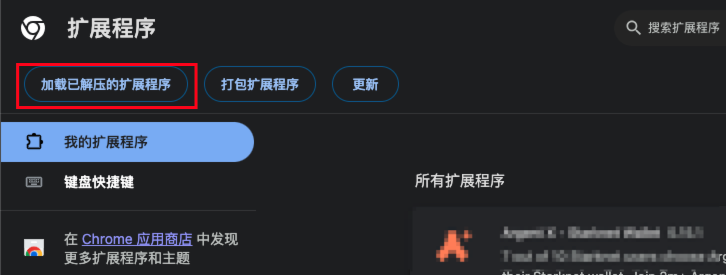 扩展程序
搜索扩展程序
加载已解压的扩展程序 打包扩展程序 更新
我的扩展程序
键盘快捷键
所有扩展程序
在 Chrome 应用商店 中发现
更多扩展程序和主题